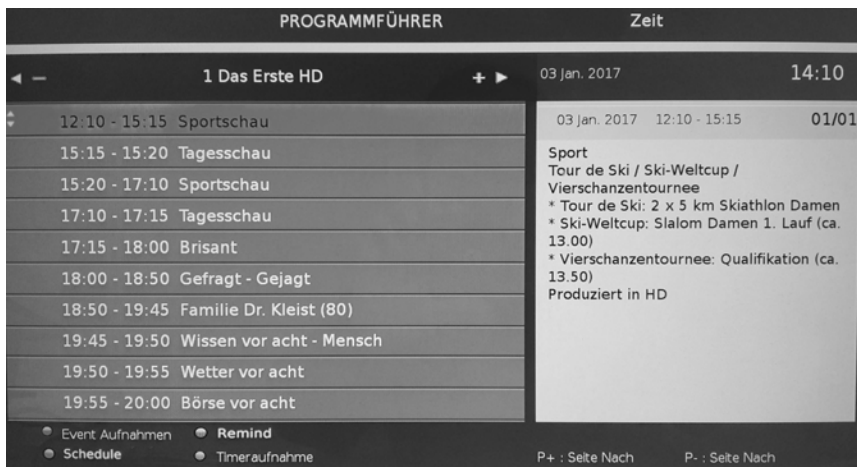 PROGRAMMFÜHRER Zeit
1 Das Erste HD
03 Jan. 2017 14:10
12:10 - 15:15 Sportschau
15:15 - 15:20 Tagesschau
15:20 - 17:10 Sportschau
17:10 - 17:15 Tagesschau
17:15 - 18:00 Brisant
18:00 - 18:50 Gefragt - Gejagt
18:50 - 19:45 Familie Dr. Kleist (80)
19:45 - 19:50 Wissen vor acht - Mensch
19:50 - 19:55 Wetter vor acht
19:55 - 20:00 Börse vor acht
03 Jan. 2017 12:10 - 15:15 01/01
Sport
Tour de Ski / Ski-Weltcup /
Vierschanzentournee
* Tour de Ski: 2 x 5 km Skiathlon Damen
* Ski-Weltcup: Slalom Damen 1. Lauf (ca.
13.00)
* Vierschanzentournee: Qualifikation (ca.
13.50)
Produziert in HD
Event Aufnahmen Remind
Schedule Timeraufnahme
P+ : Seite Nach P- : Seite Nach